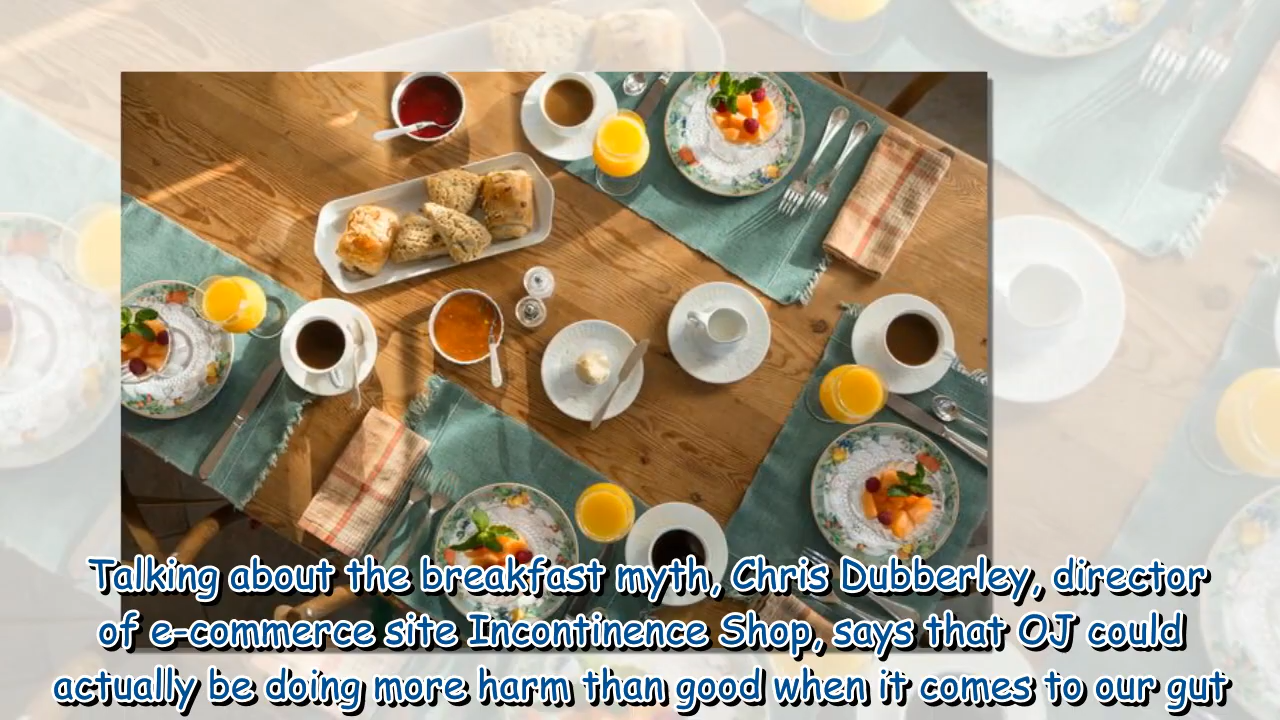 Talking about the breakfast myth, Chris Dubberley, director
of e-commerce site Incontinence Shop, says that OJ could
actually be doing more harm than good when it comes to our gut